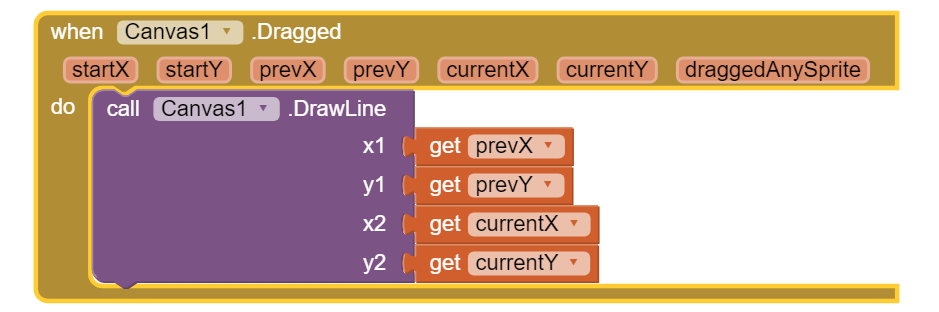 when Canvas1 .Dragged
startX startY prevX prevY currentX currentY draggedAnySprite
do call Canvas1 .DrawLine
x1 get prevX
y1 get prevY
x2 get currentX
y2 get currentY